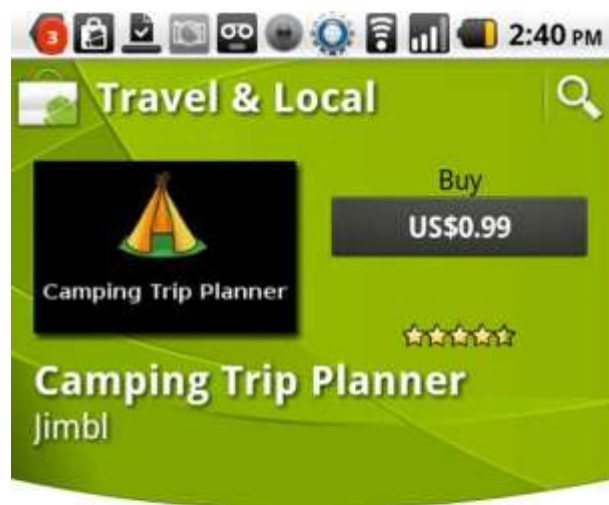 3
2:40 PM
Travel & Local
Buy
US$0.99
Camping Trip Planner
Camping Trip Planner
Jimbl